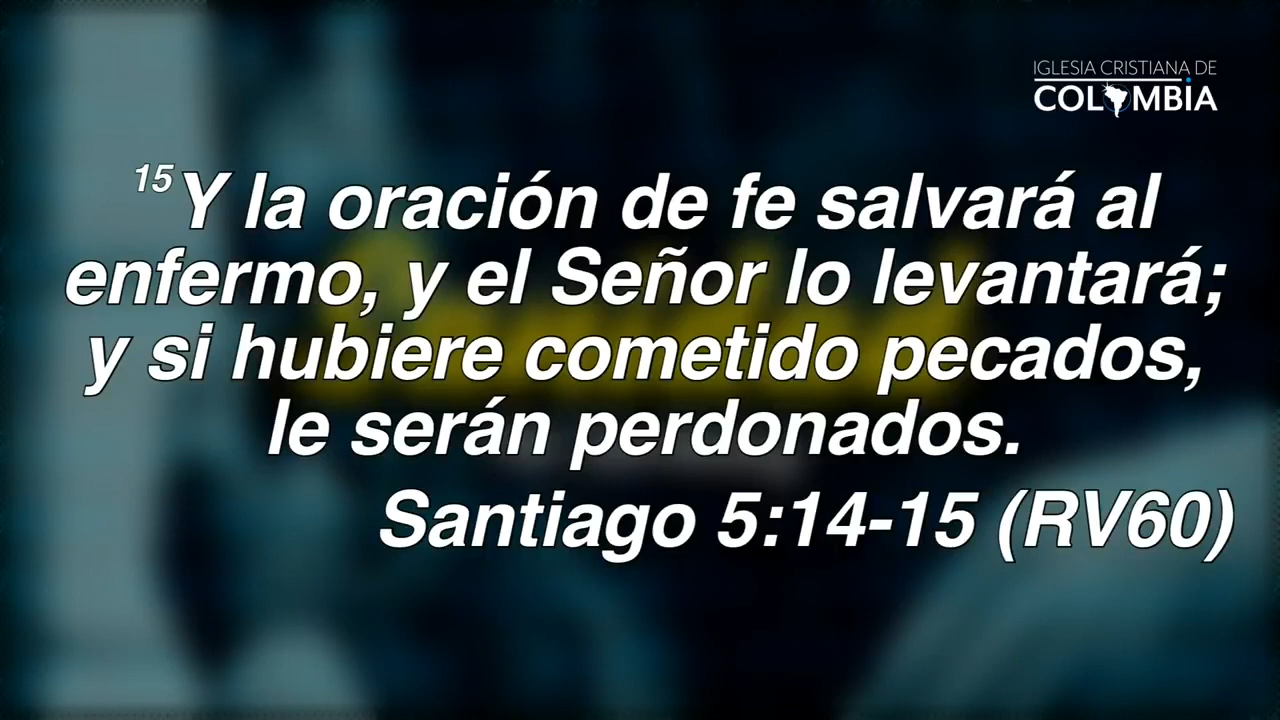 IGLESIA CRISTIANA DE
COLOMBIA
15 Y la oración de fe salvará al
enfermo, y el Señor lo levantará;
y si hubiere cometido pecados,
le serán perdonados.
Santiago 5:14-15 (RV60)